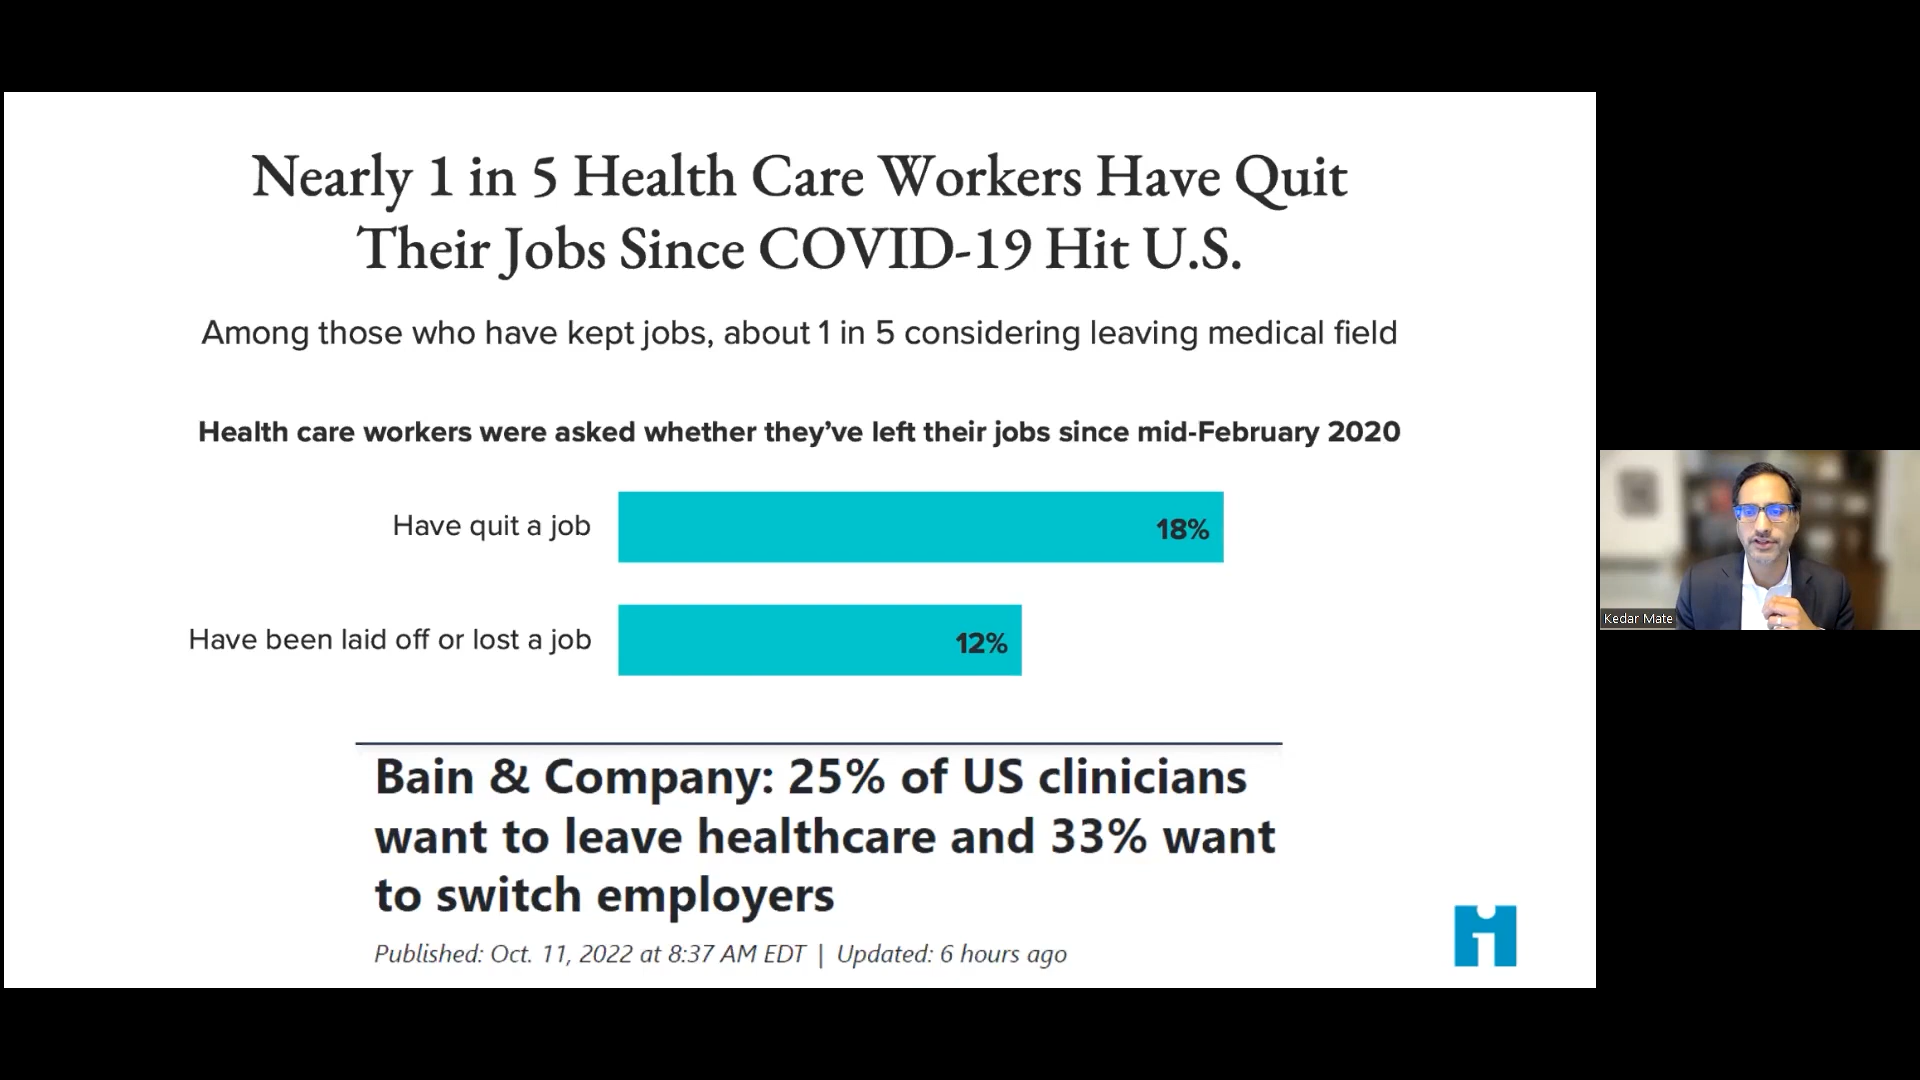 Nearly 1 in 5 Health Care Workers Have Quit
Their Jobs Since COVID-19 Hit U.S.
Among those who have kept jobs, about 1 in 5 considering leaving medical field
Health care workers were asked whether they’ve left their jobs since mid-February 2020
Have quit a job
18%
Have been laid off or lost a job
12%
Bain & Company: 25% of US clinicians
want to leave healthcare and 33% want
to switch employers
Published: Oct. 11, 2022 at 8:37 AM EDT | Updated: 6 hours ago
Kedar Mate